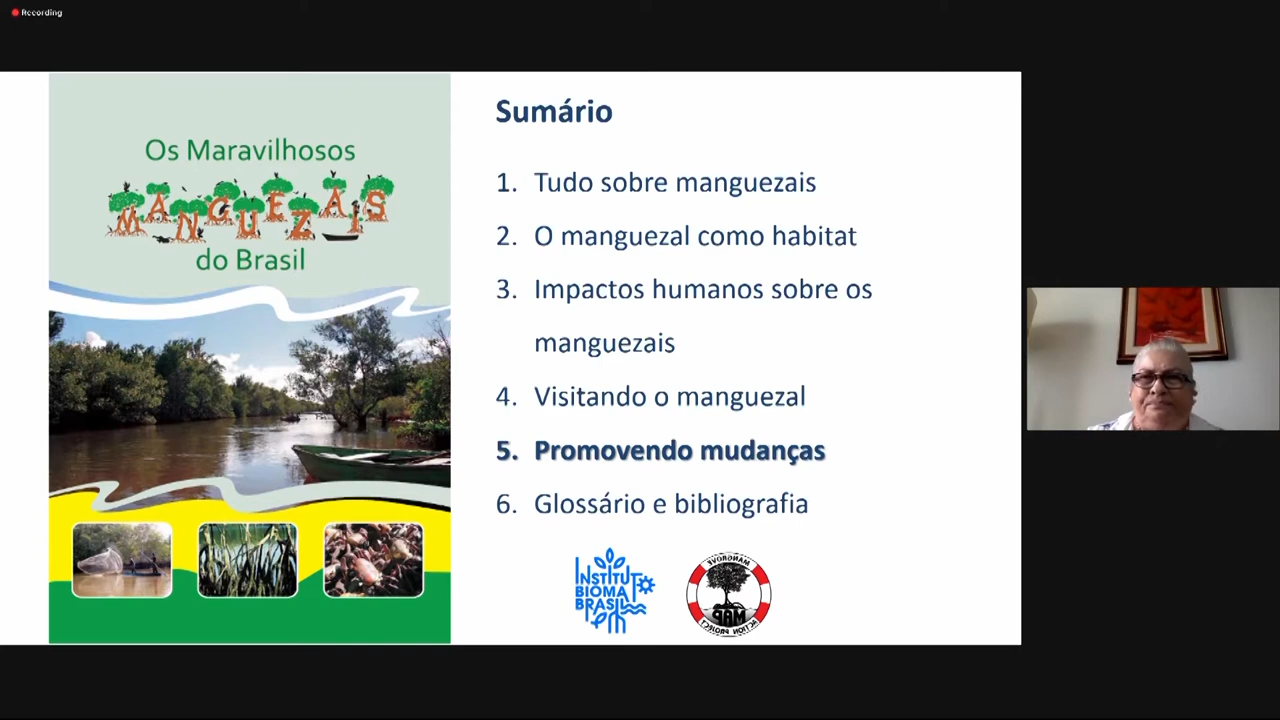 Recording
Os Maravilhosos
MANGUEZAIS
do Brasil
Sumário
1. Tudo sobre manguezais
2. O manguezal como habitat
3. Impactos humanos sobre os
manguezais
4. Visitando o manguezal
5. Promovendo mudanças
6. Glossário e bibliografia
INSTITUTO
BIOMA
BRASIL
MANGROVE
MAP
ACTION PROJECT